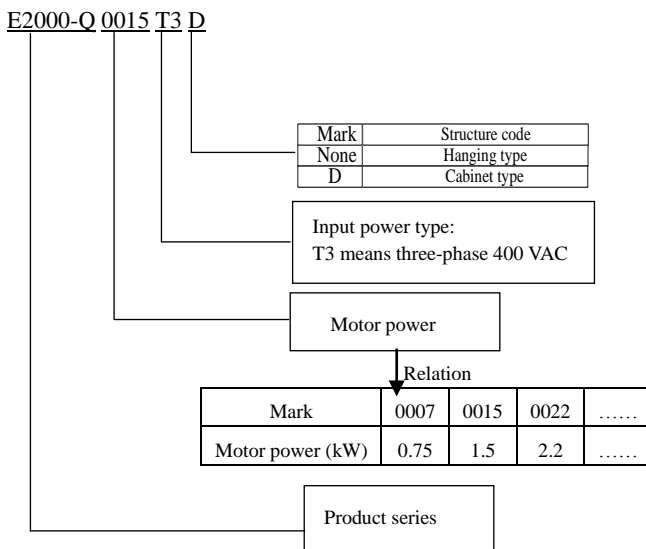 E2000-Q 0015 T3 D
Mark Structure code
None Hanging type
D Cabinet type
Input power type:
T3 means three-phase 400 VAC
Motor power
Relation
Mark 0007 0015 0022 ……
Motor power (kW) 0.75 1.5 2.2 ……
Product series